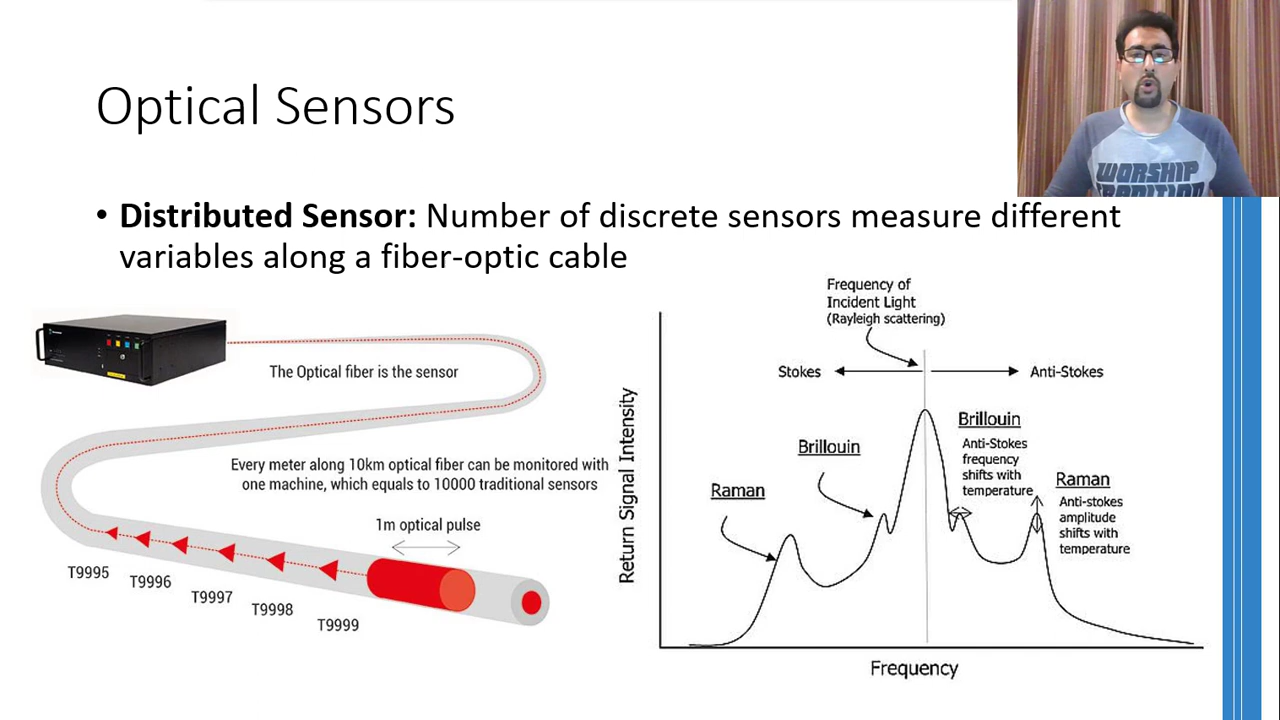 Optical Sensors
WORSHIP
TRADITION
• Distributed Sensor: Number of discrete sensors measure different
variables along a fiber-optic cable
The Optical fiber is the sensor
Every meter along 10km optical fiber can be monitored with
one machine, which equals to 10000 traditional sensors
1m optical pulse
T9995
T9996
T9997
T9998
T9999
Frequency of
Incident Light
(Rayleigh scattering)
Stokes
Anti-Stokes
Brillouin
Anti-Stokes
frequency
shifts with
temperature
Brillouin
Raman
Raman
Anti-stokes
amplitude
shifts with
temperature
Return Signal Intensity
Frequency